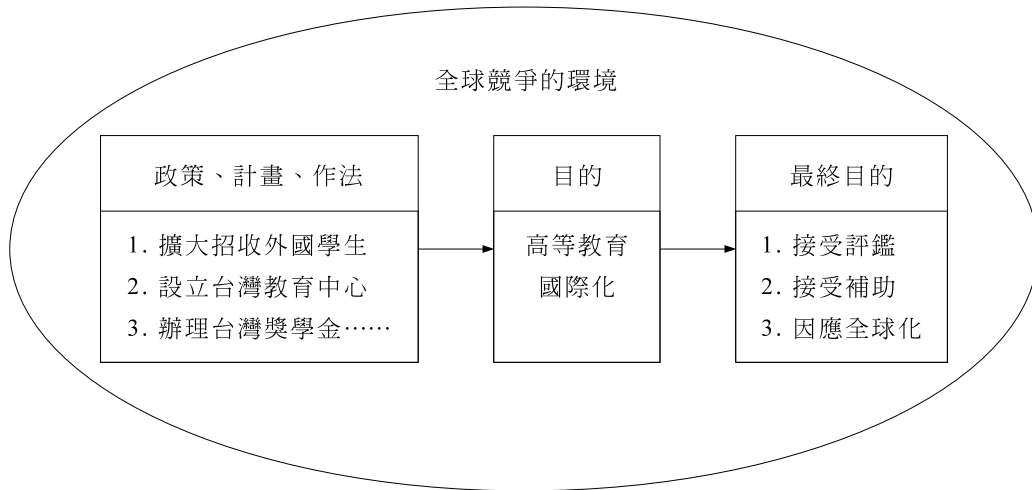 全球競爭的環境
政策、計畫、作法
1. 擴大招收外國學生
2. 設立台灣教育中心
3. 辦理台灣獎學金……
目的
高等教育
國際化
最終目的
1. 接受評鑑
2. 接受補助
3. 因應全球化